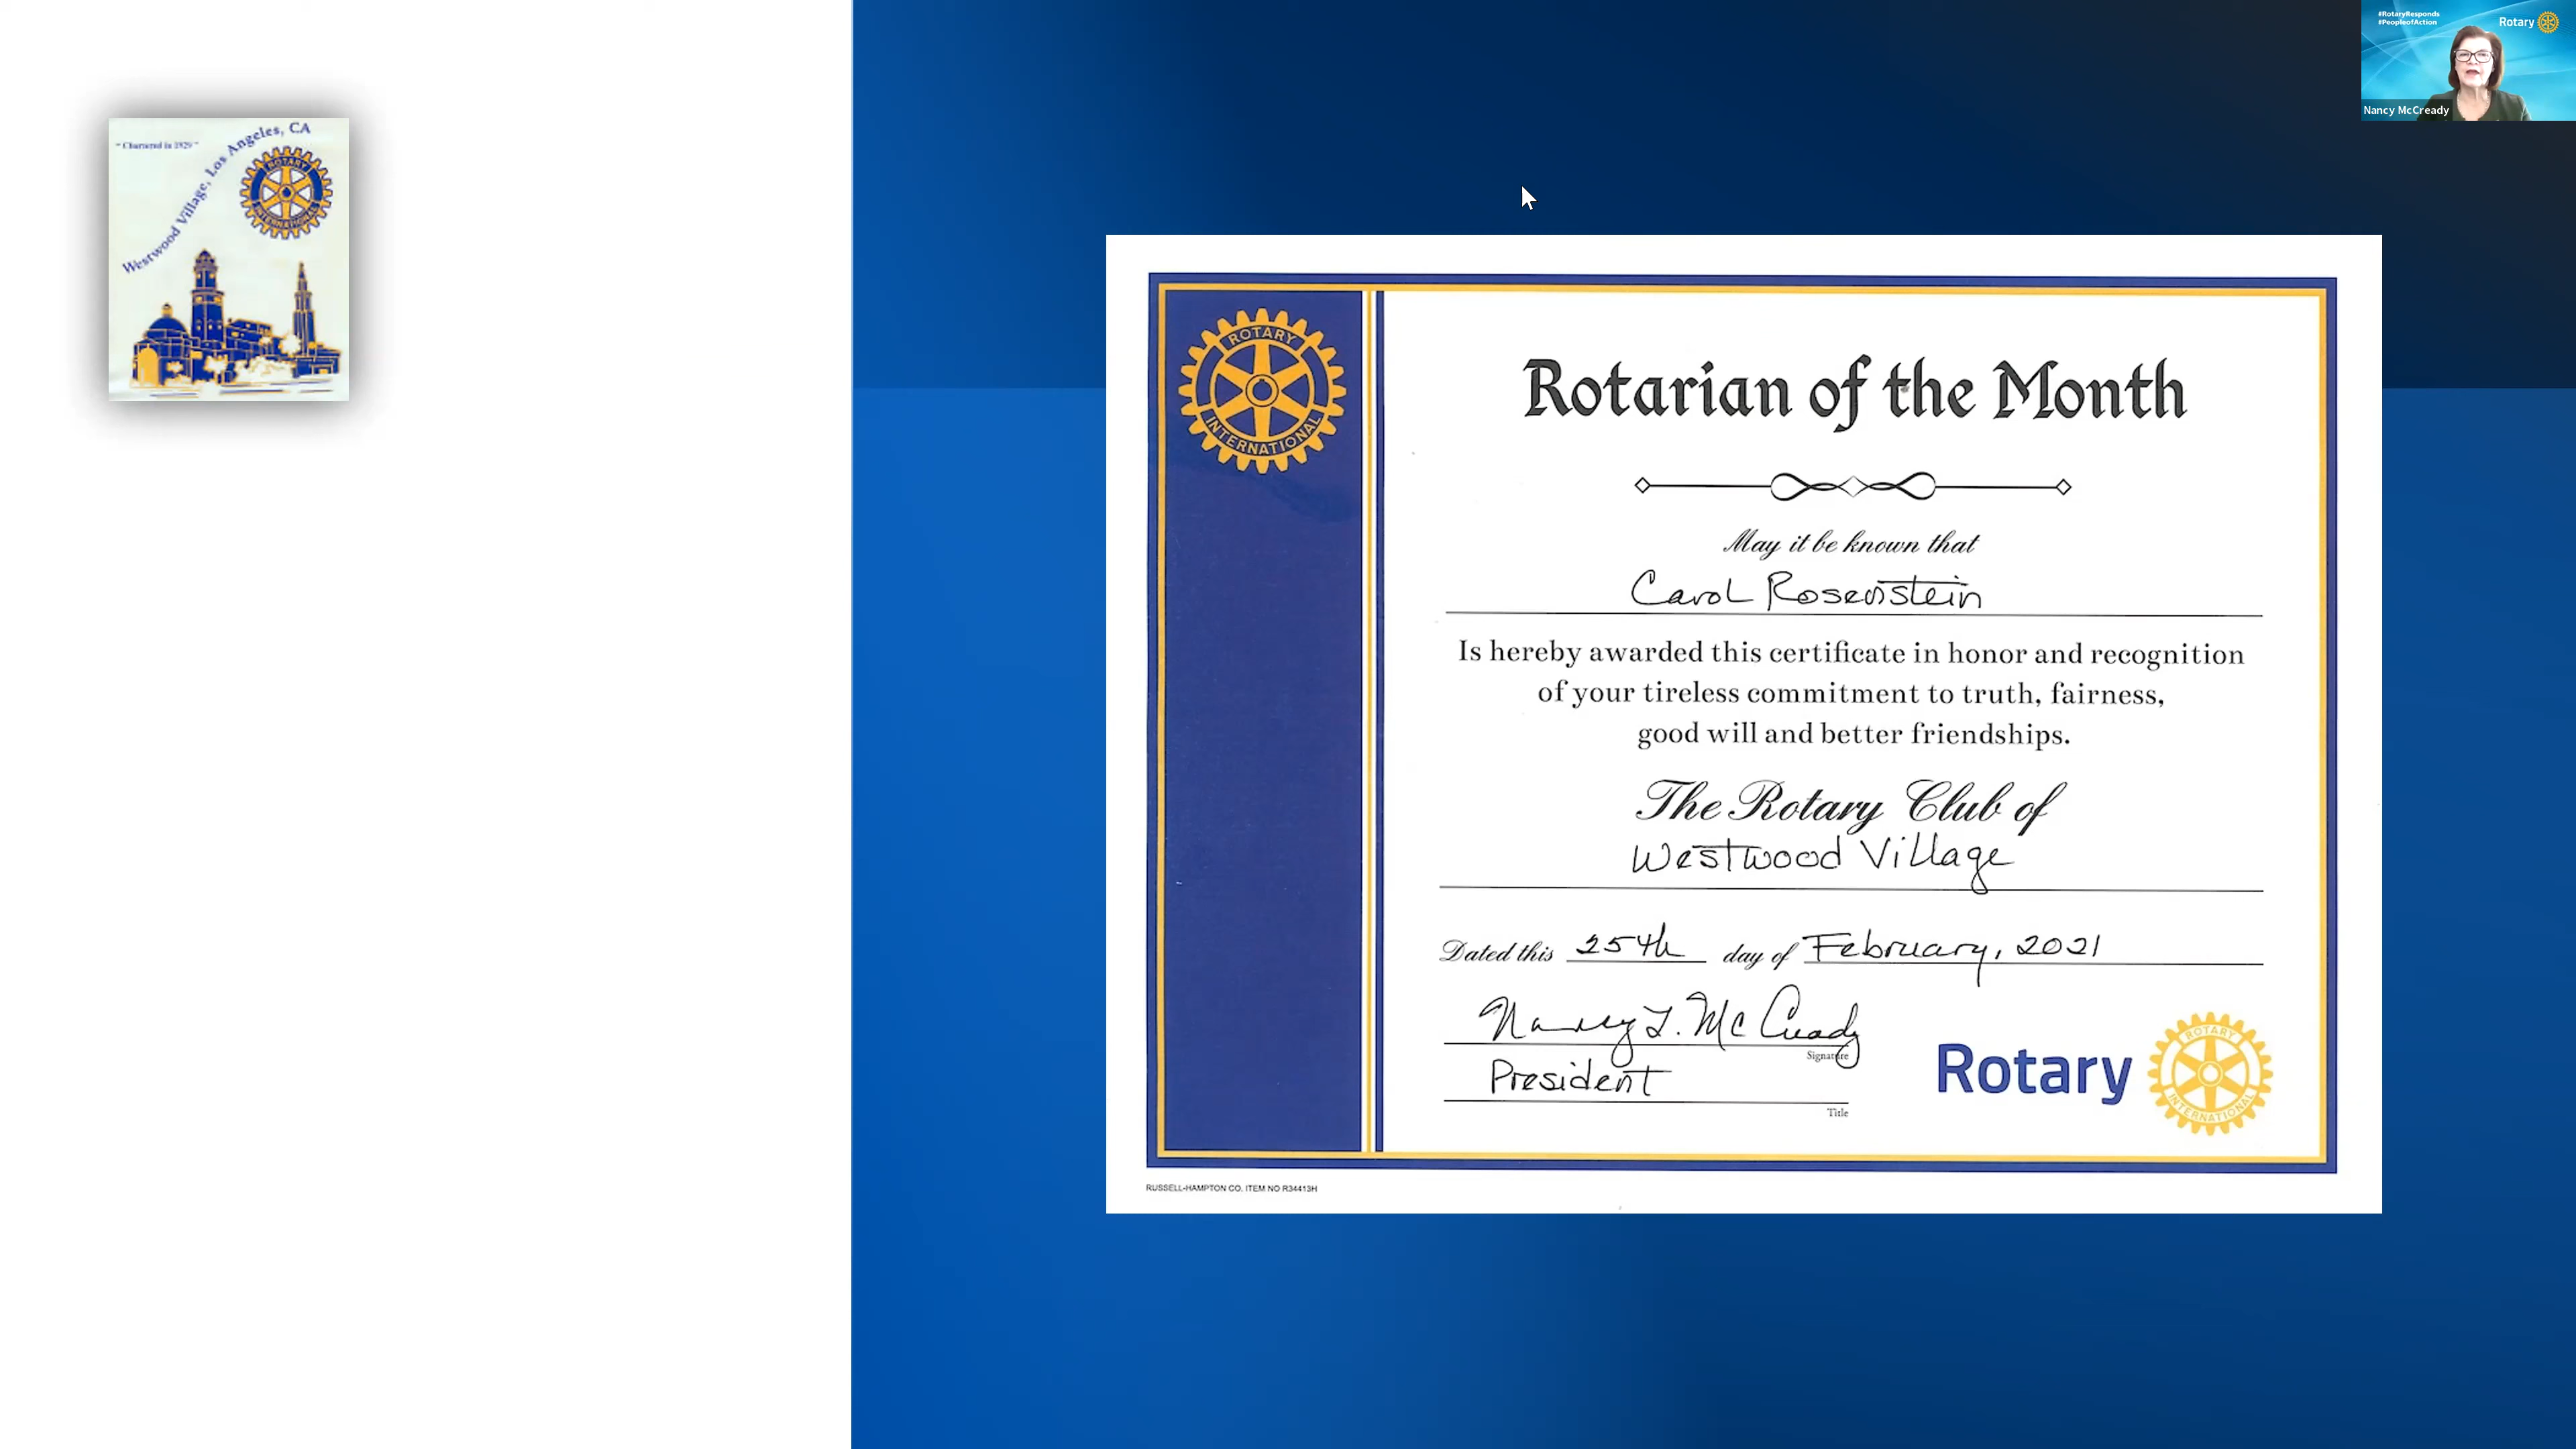 #RotaryResponds
#PeopleofAction
Rotary
Nancy McCready
"Chartered in 1929"
Westwood Village, Los Angeles, CA
ROTARY
INTERNATIONAL
ROTARY
INTERNATIONAL
Rotarian of the Month
May it be known that
Carol Rosenstein
Is hereby awarded this certificate in honor and recognition
of your tireless commitment to truth, fairness,
good will and better friendships.
The Rotary Club of
Westwood Village
Dated this 25th day of February, 2021
Nancy L. McCready
Signature
President
Title
Rotary
ROTARY
INTERNATIONAL
RUSSELL-HAMPTON CO. ITEM NO R34413H